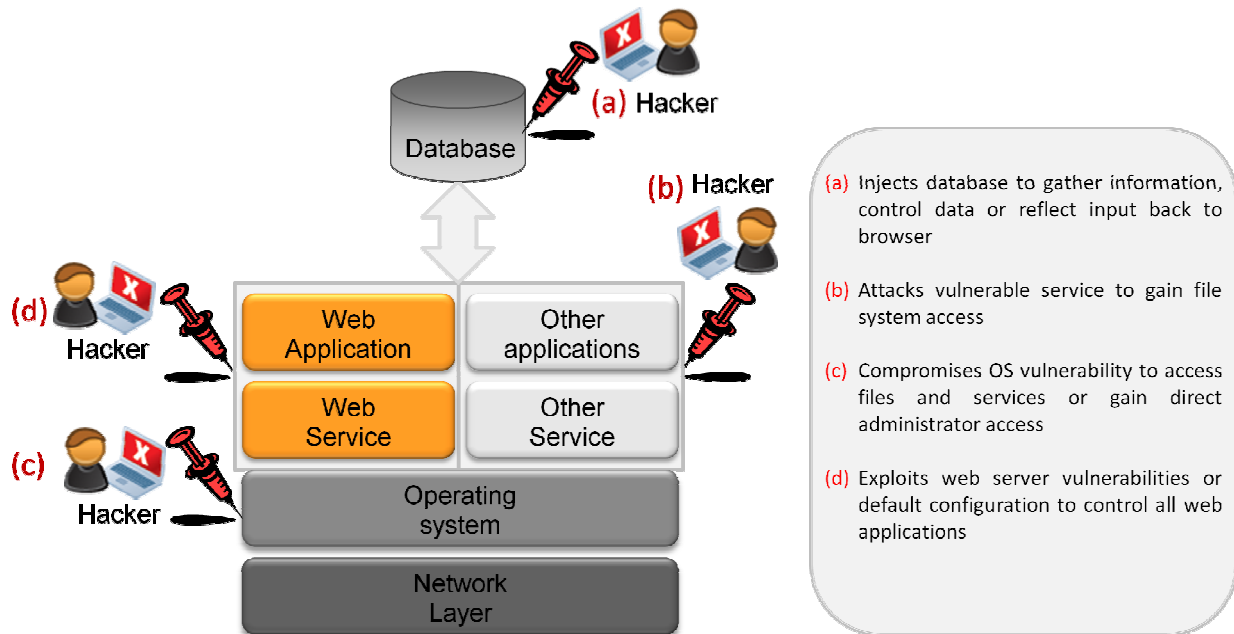 (a) Hacker
Database
(b) Hacker
(d)
Hacker
Web
Application
Other
applications
Web
Service
Other
Service
(c)
Hacker
Operating
system
Network
Layer
(a) Injects database to gather information,
control data or reflect input back to
browser
(b) Attacks vulnerable service to gain file
system access
(c) Compromises OS vulnerability to access
files and services or gain direct
administrator access
(d) Exploits web server vulnerabilities or
default configuration to control all web
applications